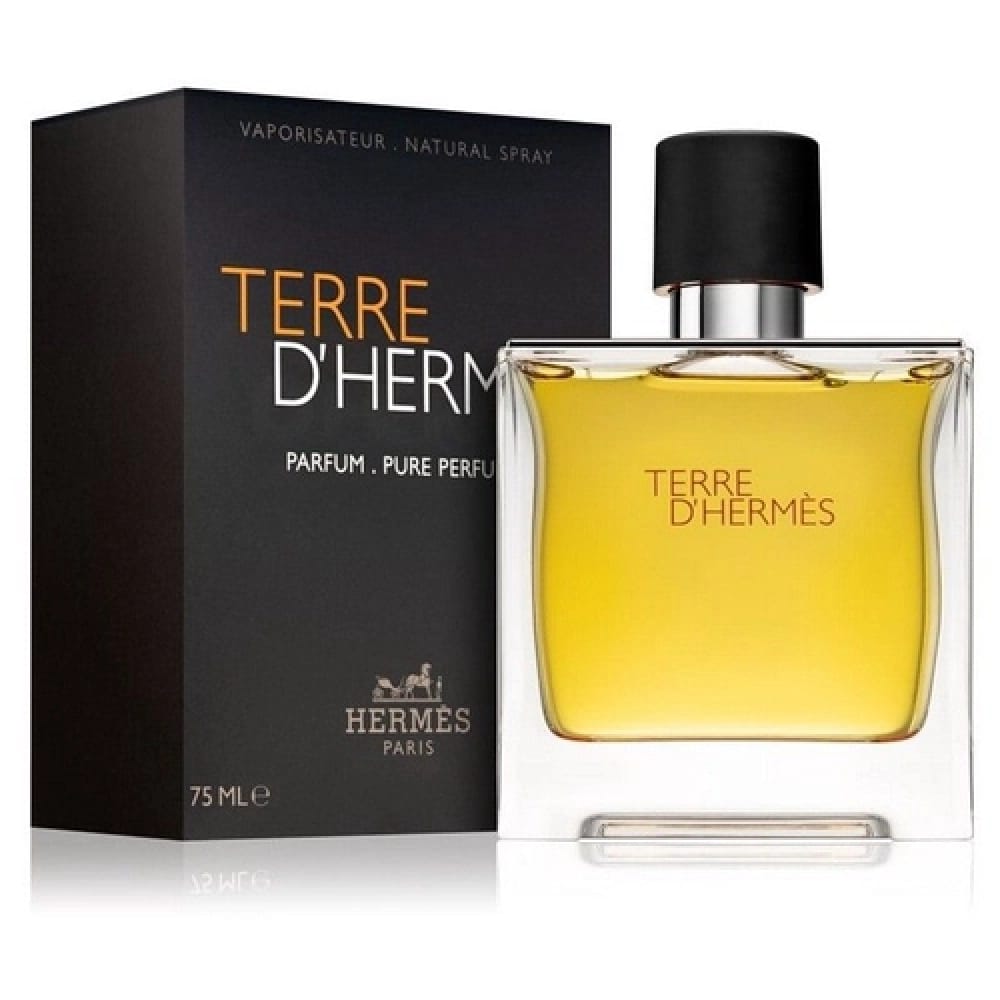 VAPORISATEUR . NATURAL SPRAY
TERRE
D'HERM
PARFUM . PURE PERFU
HERMÈS
PARIS
75 ML℮
TERRE
D'HERMÈS